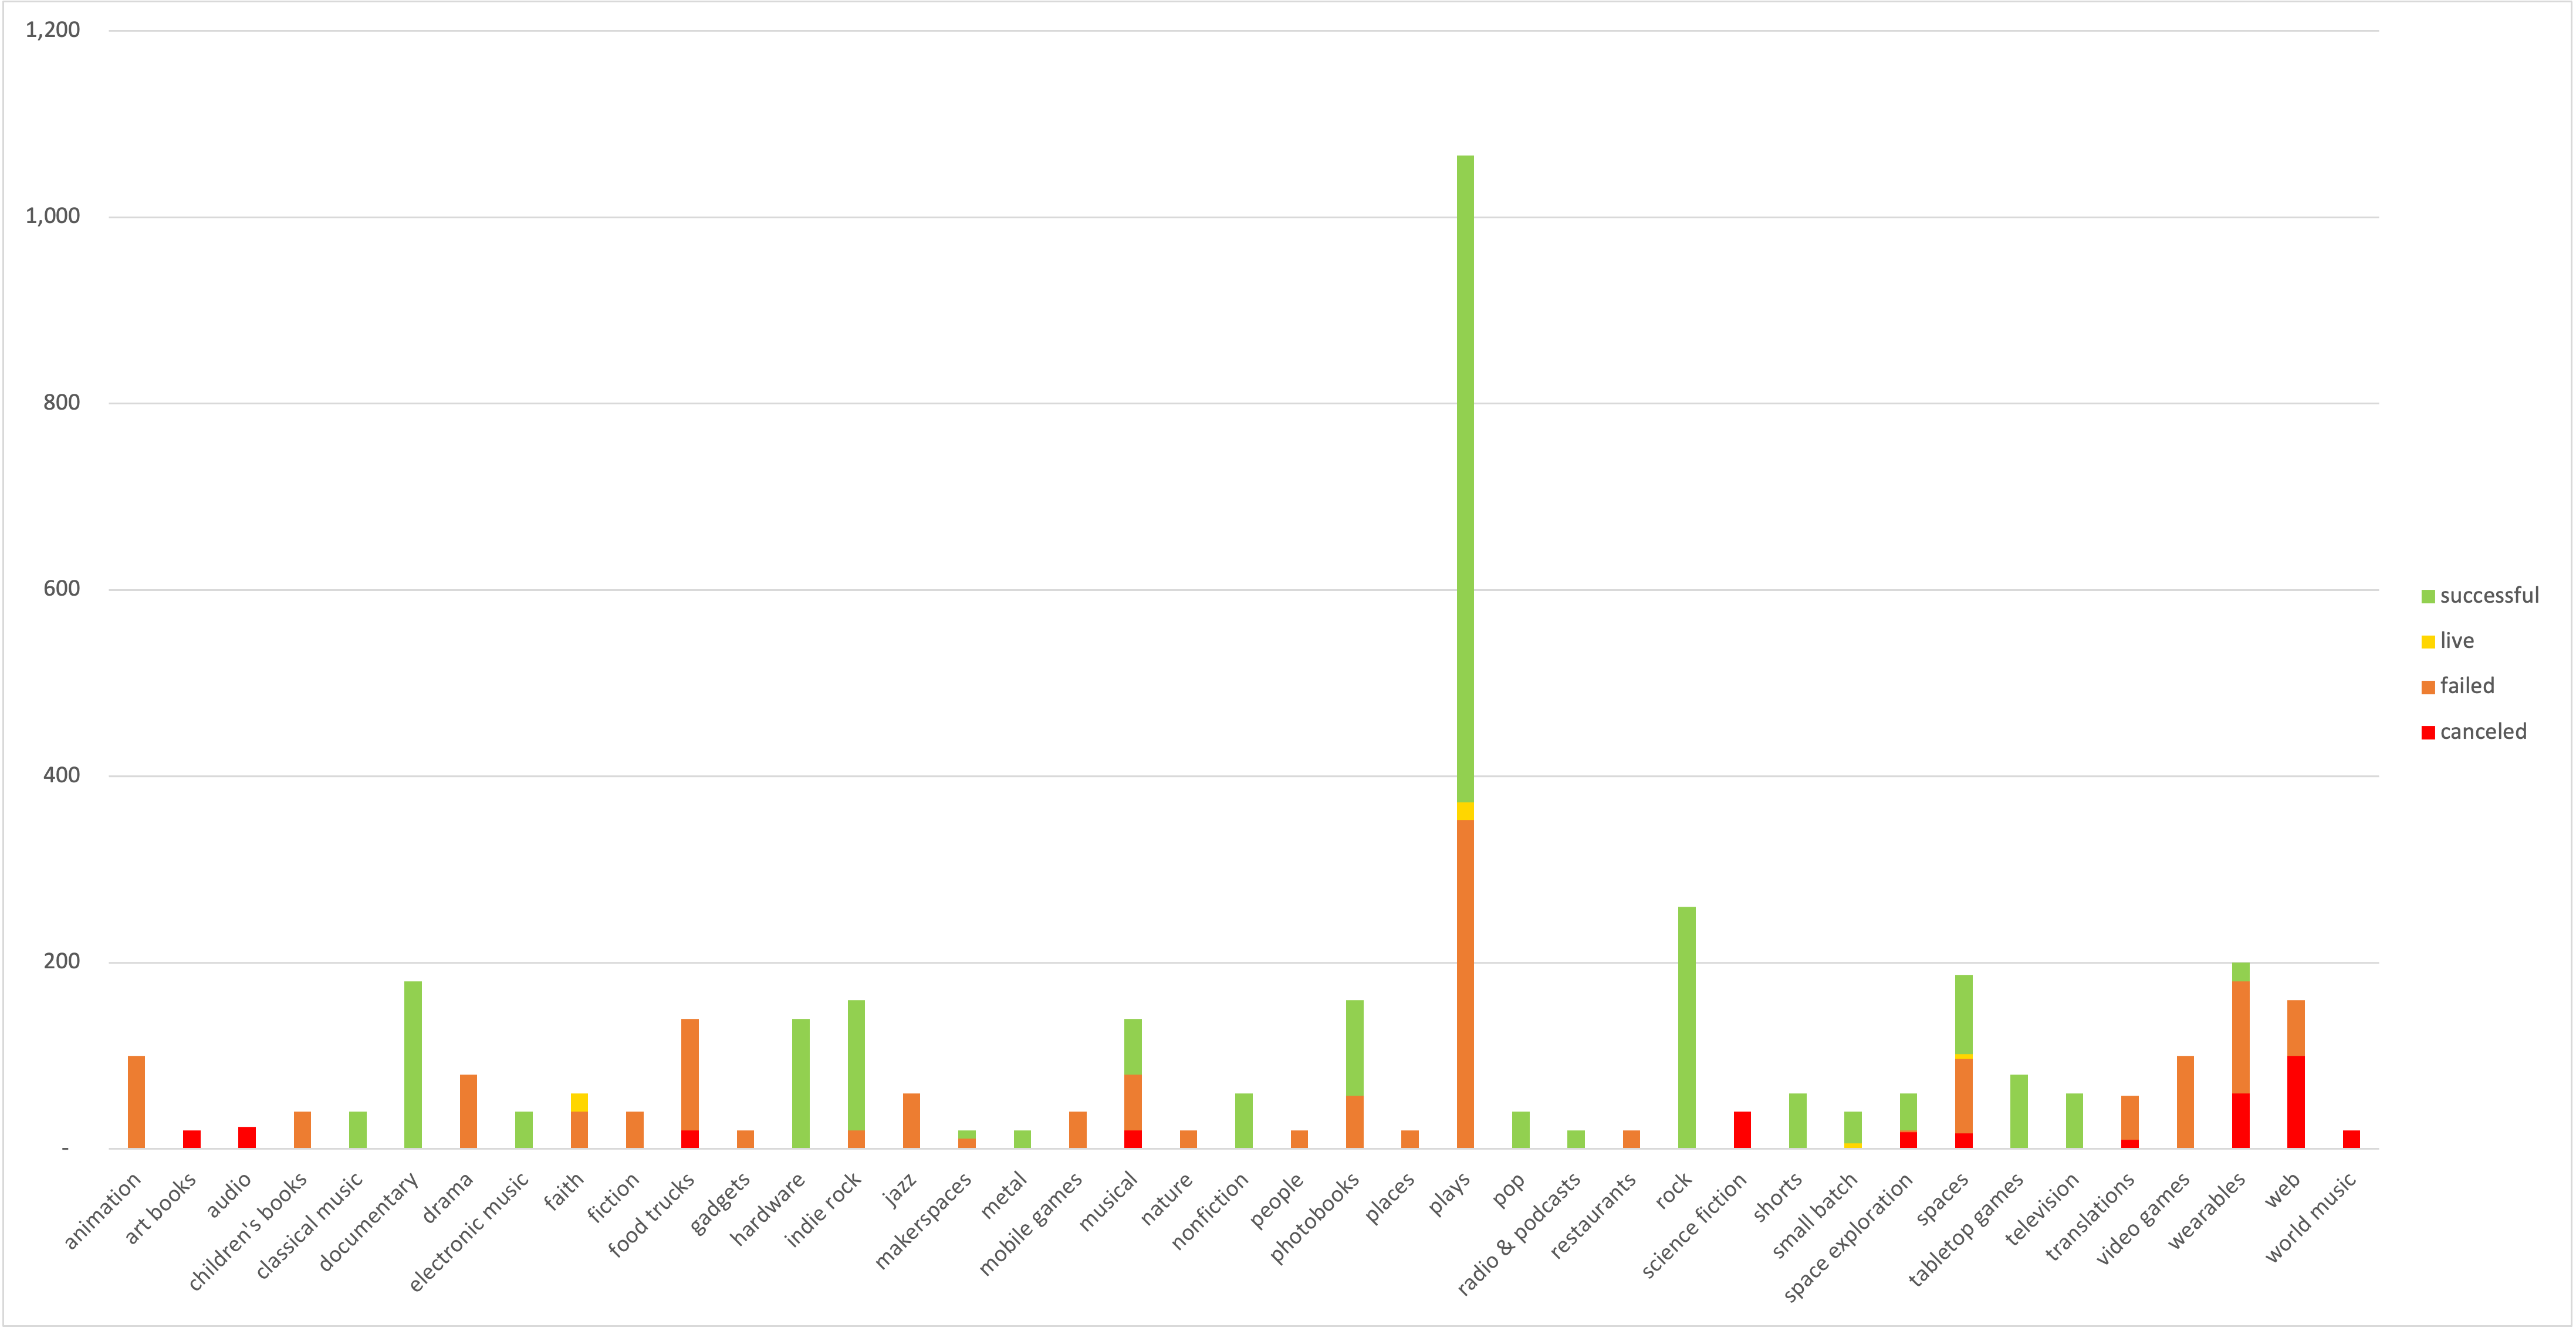 1,200
1,000
800
600
400
200
-
animation
art books
audio
children's books
classical music
documentary
drama
electronic music
faith
fiction
food trucks
gadgets
hardware
indie rock
jazz
makerspaces
metal
mobile games
musical
nature
nonfiction
people
photobooks
places
plays
pop
radio & podcasts
restaurants
rock
science fiction
shorts
small batch
space exploration
spaces
tabletop games
television
translations
video games
wearables
web
world music
successful
live
failed
canceled